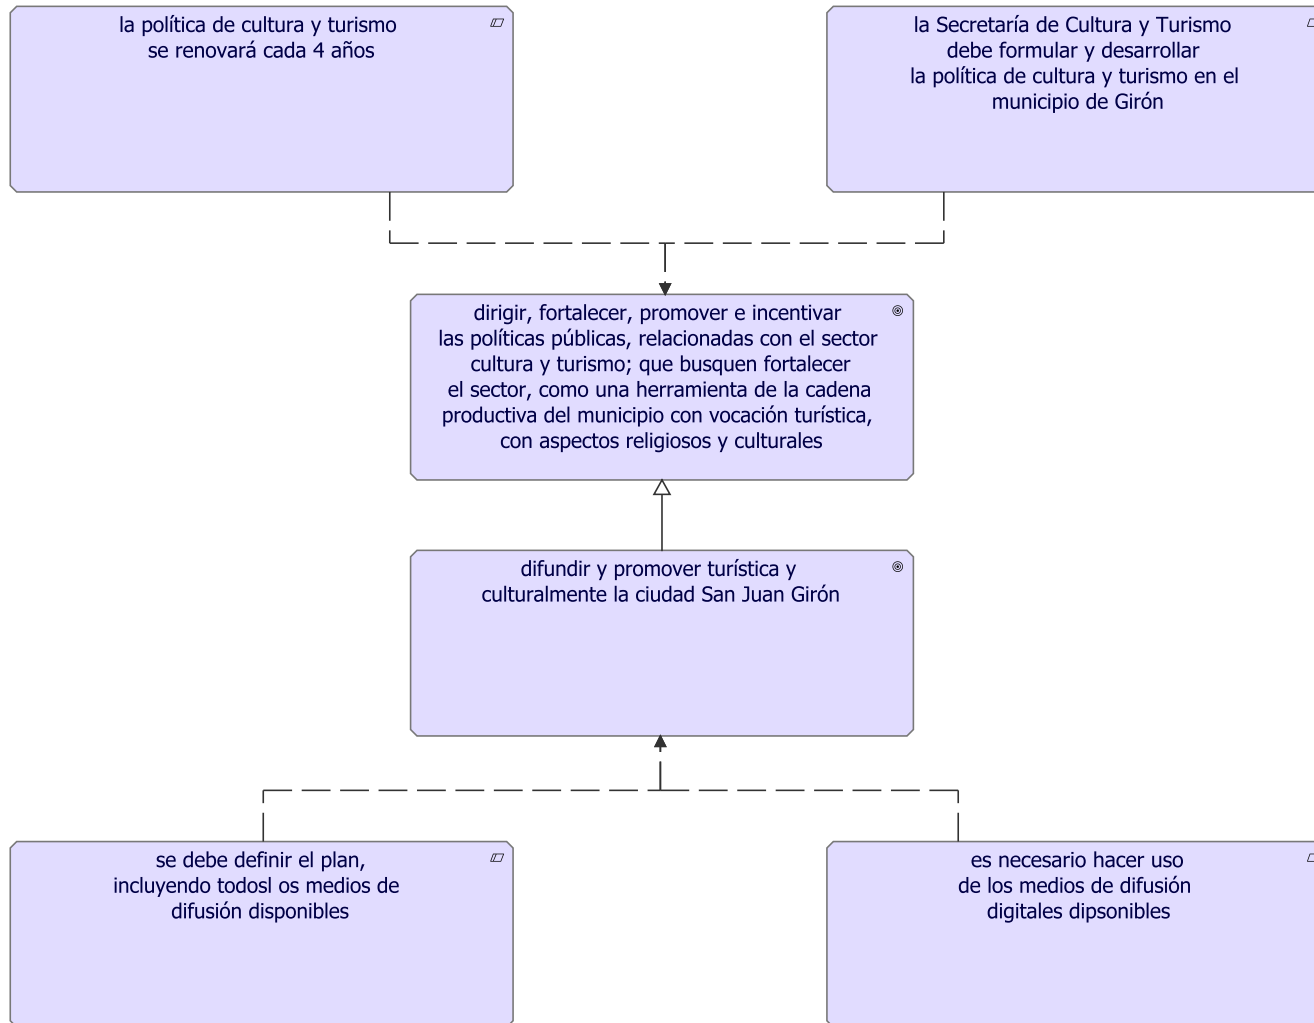 la política de cultura y turismo
se renovará cada 4 años
la Secretaría de Cultura y Turismo
debe formular y desarrollar
la política de cultura y turismo en el
municipio de Girón
dirigir, fortalecer, promover e incentivar
las políticas públicas, relacionadas con el sector
cultura y turismo; que busquen fortalecer
el sector, como una herramienta de la cadena
productiva del municipio con vocación turística,
con aspectos religiosos y culturales
difundir y promover turística y
culturalmente la ciudad San Juan Girón
se debe definir el plan,
incluyendo todosl os medios de
difusión disponibles
es necesario hacer uso
de los medios de difusión
digitales dipsonibles